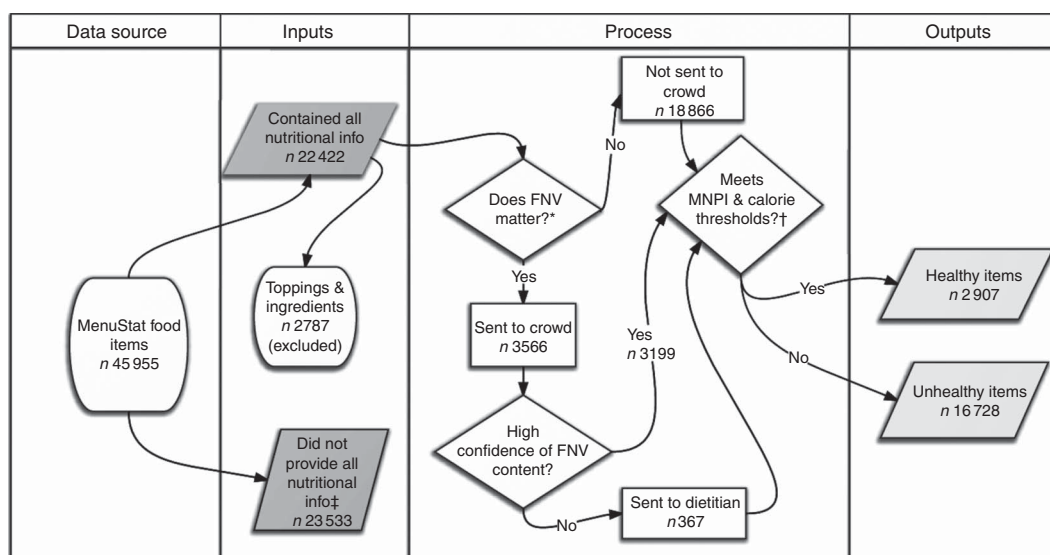 Data source
Inputs
Process
Outputs
MenuStat food
items
n 45 955
Contained all
nutritional info
n 22 422
Toppings &
ingredients
n 2787
(excluded)
Did not
provide all
nutritional
info‡
n 23 533
Does FNV
matter?*
No
Not sent to
crowd
n 18 866
Yes
Sent to crowd
n 3566
High
confidence of FNV
content?
Yes
n 3199
No
Sent to dietitian
n 367
Meets
MNPI & calorie
thresholds?†
Yes
Healthy items
n 2 907
No
Unhealthy items
n 16 728